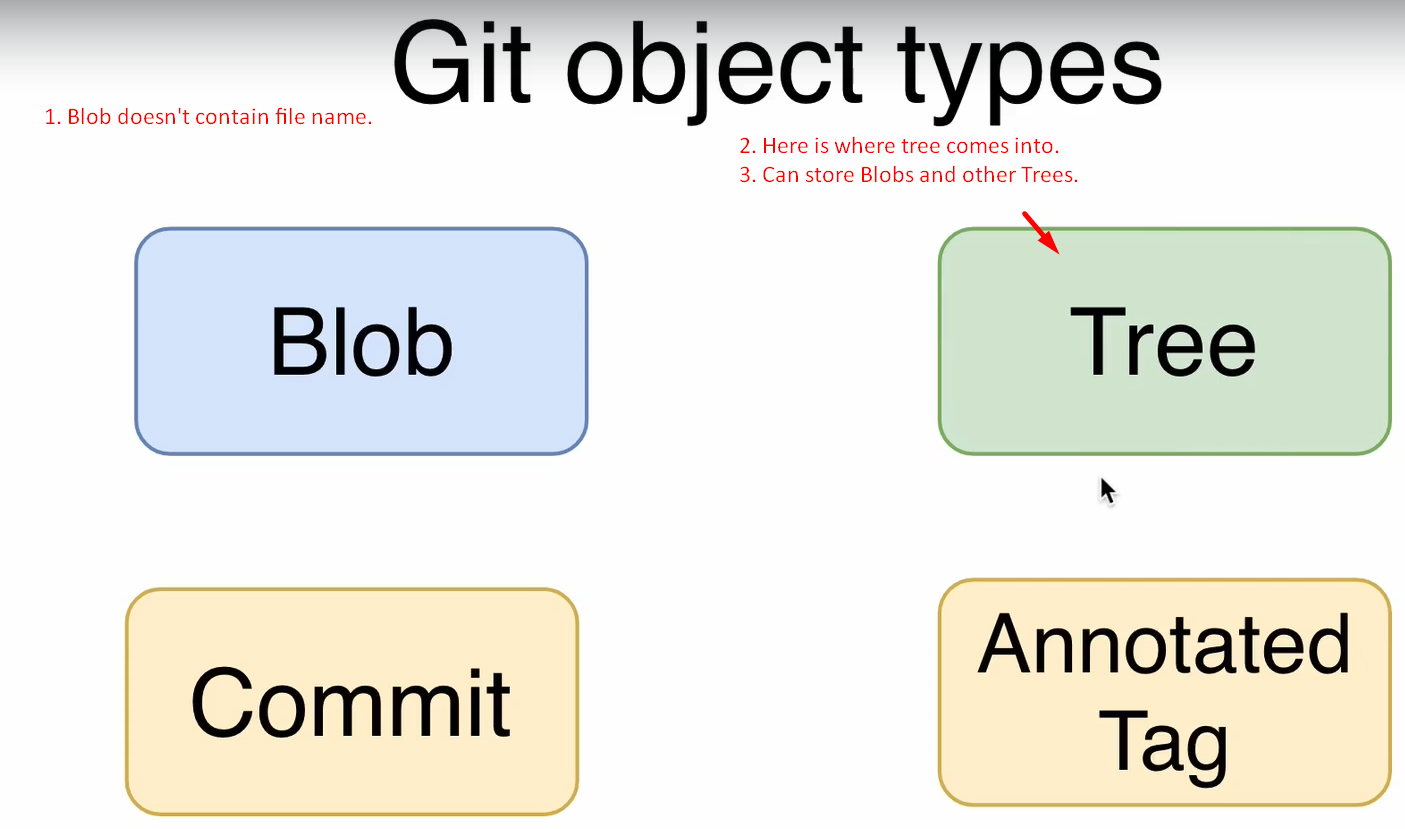 Git object types
1. Blob doesn't contain file name.
2. Here is where tree comes into.
3. Can store Blobs and other Trees.
Blob
Tree
Commit
Annotated
Tag